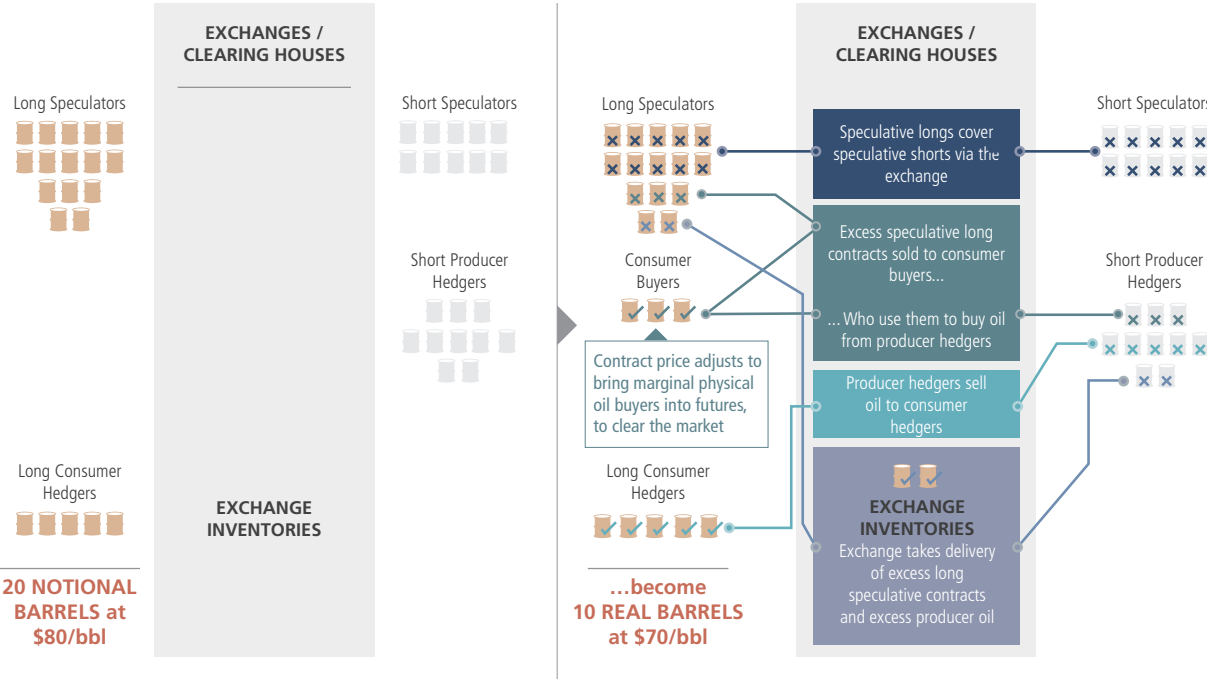 EXCHANGES /
CLEARING HOUSES
Long Speculators
Short Speculators
Short Producer
Hedgers
Long Consumer
Hedgers
EXCHANGE
INVENTORIES
20 NOTIONAL
BARRELS at
$80/bbl
EXCHANGES /
CLEARING HOUSES
Long Speculators
Short Speculators
Speculative longs cover
speculative shorts via the
exchange
Consumer
Buyers
Excess speculative long
contracts sold to consumer
buyers...
... Who use them to buy oil
from producer hedgers
Short Producer
Hedgers
Contract price adjusts to
bring marginal physical
oil buyers into futures,
to clear the market
Producer hedgers sell
oil to consumer
hedgers
Long Consumer
Hedgers
EXCHANGE
INVENTORIES
Exchange takes delivery
of excess long
speculative contracts
and excess producer oil
...become
10 REAL BARRELS
at $70/bbl